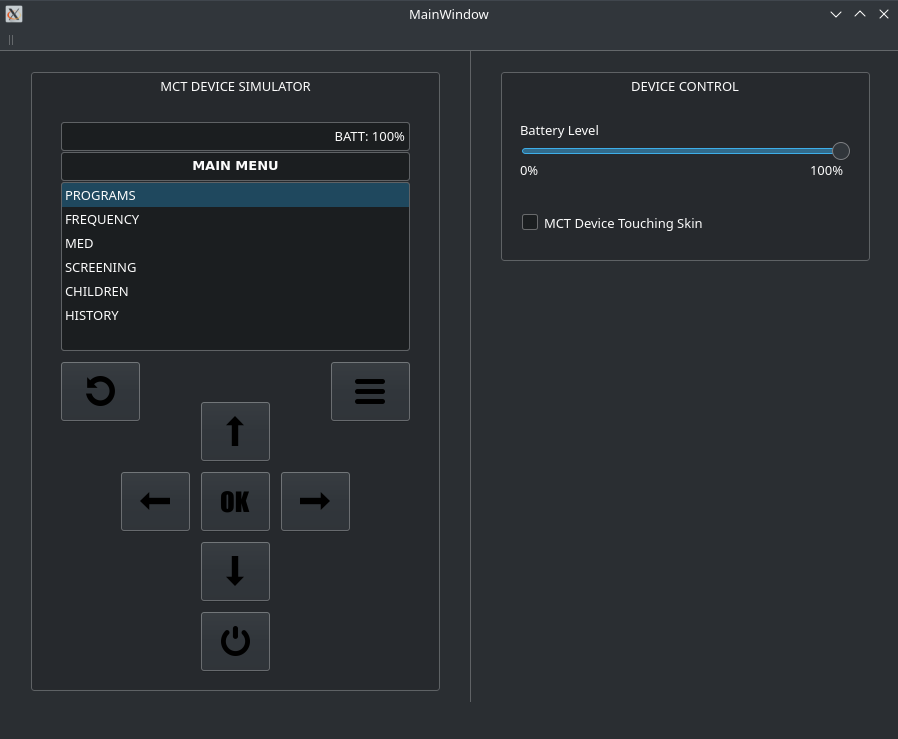 MainWindow
MCT DEVICE SIMULATOR
BATT: 100%
MAIN MENU
PROGRAMS
FREQUENCY
MED
SCREENING
CHILDREN
HISTORY
OK
DEVICE CONTROL
Battery Level
0% 100%
MCT Device Touching Skin